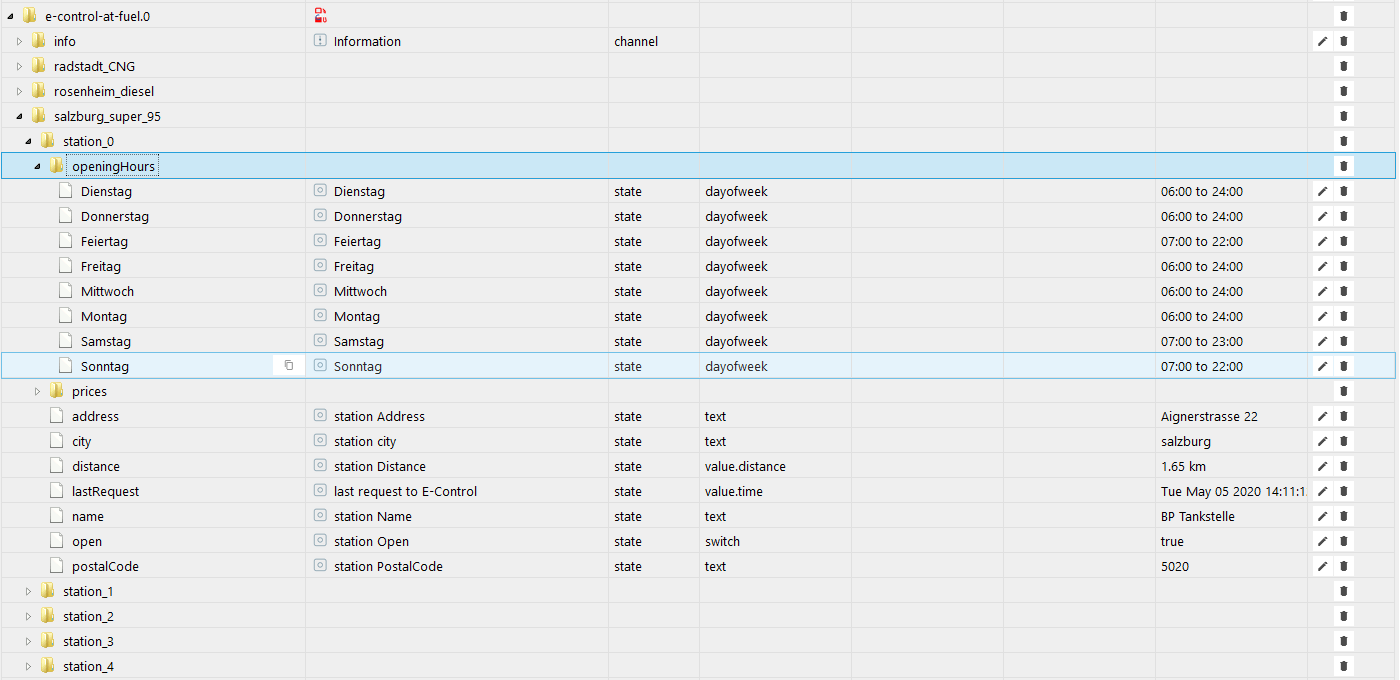 e-control-at-fuel.0
info Information channel
radstadt_CNG
rosenheim_diesel
salzburg_super_95
station_0
openingHours
Dienstag Dienstag state dayofweek 06:00 to 24:00
Donnerstag Donnerstag state dayofweek 06:00 to 24:00
Feiertag Feiertag state dayofweek 07:00 to 22:00
Freitag Freitag state dayofweek 06:00 to 24:00
Mittwoch Mittwoch state dayofweek 06:00 to 24:00
Montag Montag state dayofweek 06:00 to 24:00
Samstag Samstag state dayofweek 07:00 to 23:00
Sonntag Sonntag state dayofweek 07:00 to 22:00
prices
address station Address state text Aignerstrasse 22
city station city state text salzburg
distance station Distance state value.distance 1.65 km
lastRequest last request to E-Control state value.time Tue May 05 2020 14:11:1
name station Name state text BP Tankstelle
open station Open state switch true
postalCode station PostalCode state text 5020
station_1
station_2
station_3
station_4